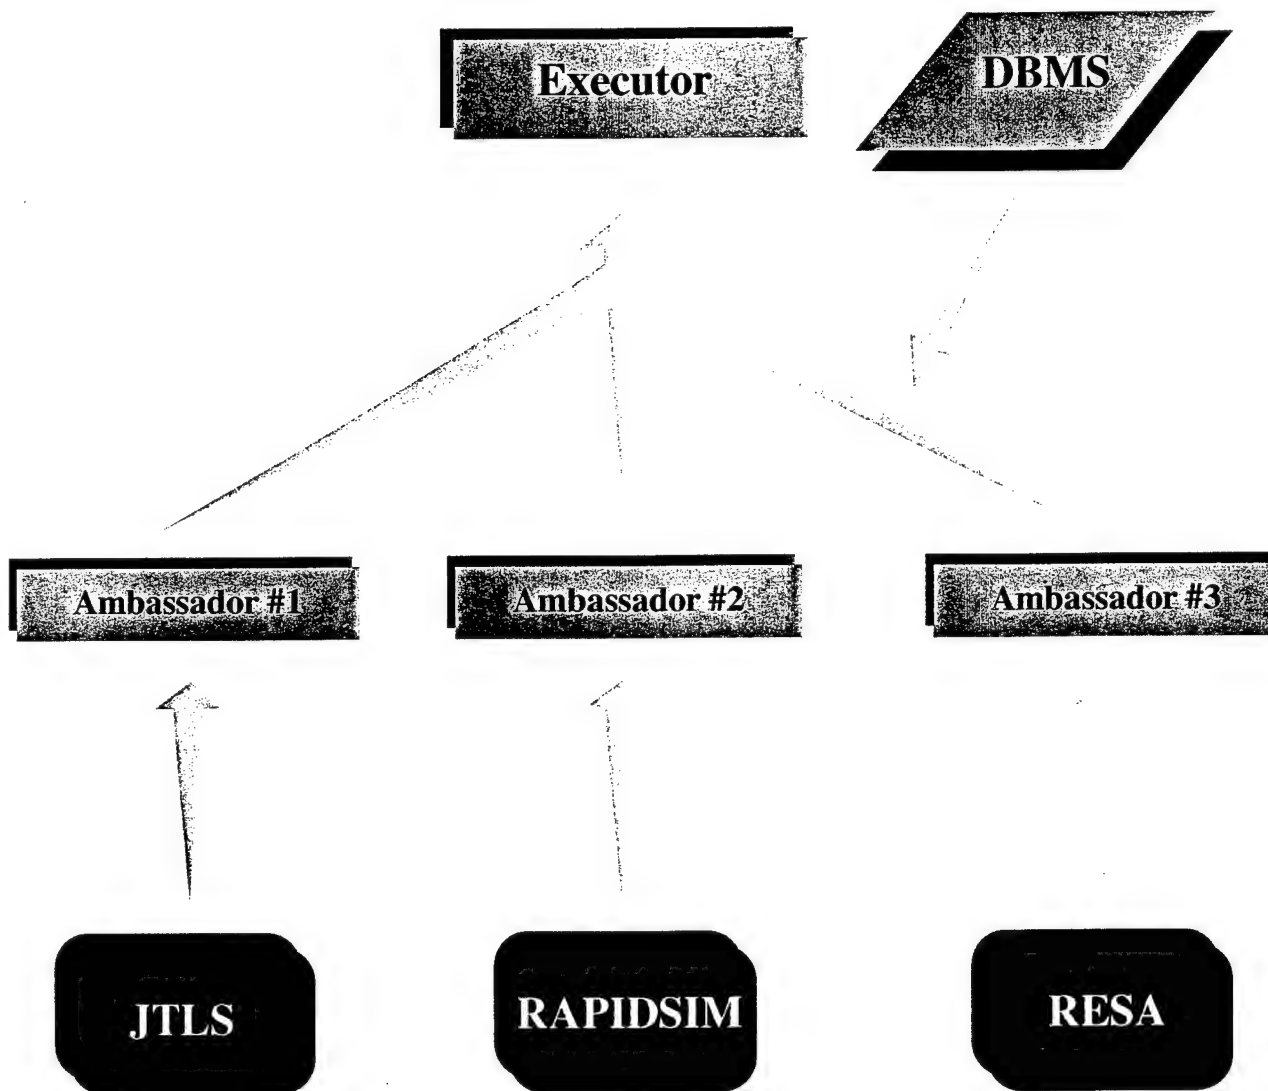 Executor
DBMS
Ambassador #1
Ambassador #2
Ambassador #3
JTLS
RAPIDSIM
RESA